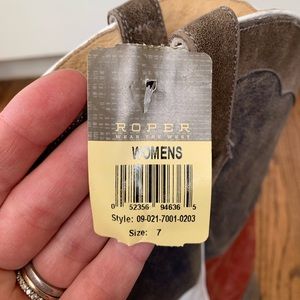 ROPER
WEAR THE WEST
WOMENS
0 52356 94636 5
Style: 09-021-7001-0203
Size: 7